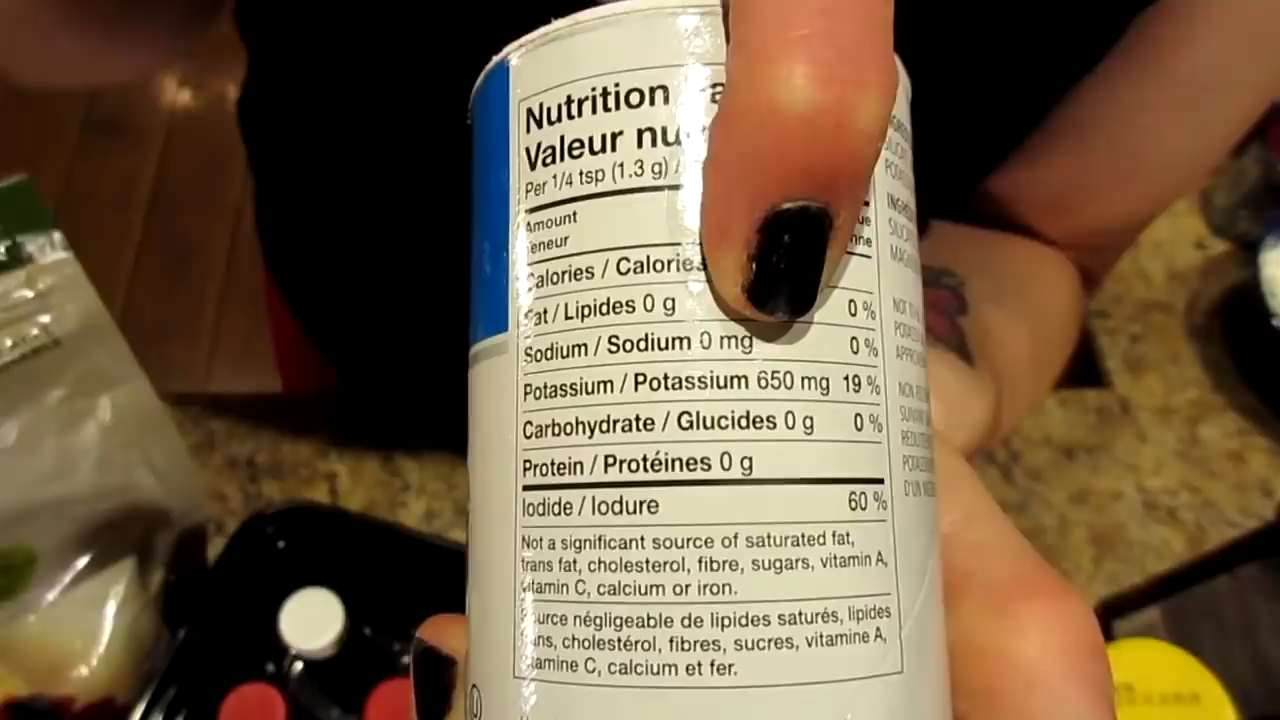 Nutrition
Valeur nu
Per 1/4 tsp (1.3 g) /
Amount
Teneur
Calories / Calories
Fat / Lipides 0 g 0 %
Sodium / Sodium 0 mg 0 %
Potassium / Potassium 650 mg 19 %
Carbohydrate / Glucides 0 g 0 %
Protein / Protéines 0 g
Iodide / Iodure 60 %
Not a significant source of saturated fat,
trans fat, cholesterol, fibre, sugars, vitamin A,
vitamin C, calcium or iron.
Source négligeable de lipides saturés, lipides
trans, cholestérol, fibres, sucres, vitamine A,
vitamine C, calcium et fer.
NOT
NON
D'UN